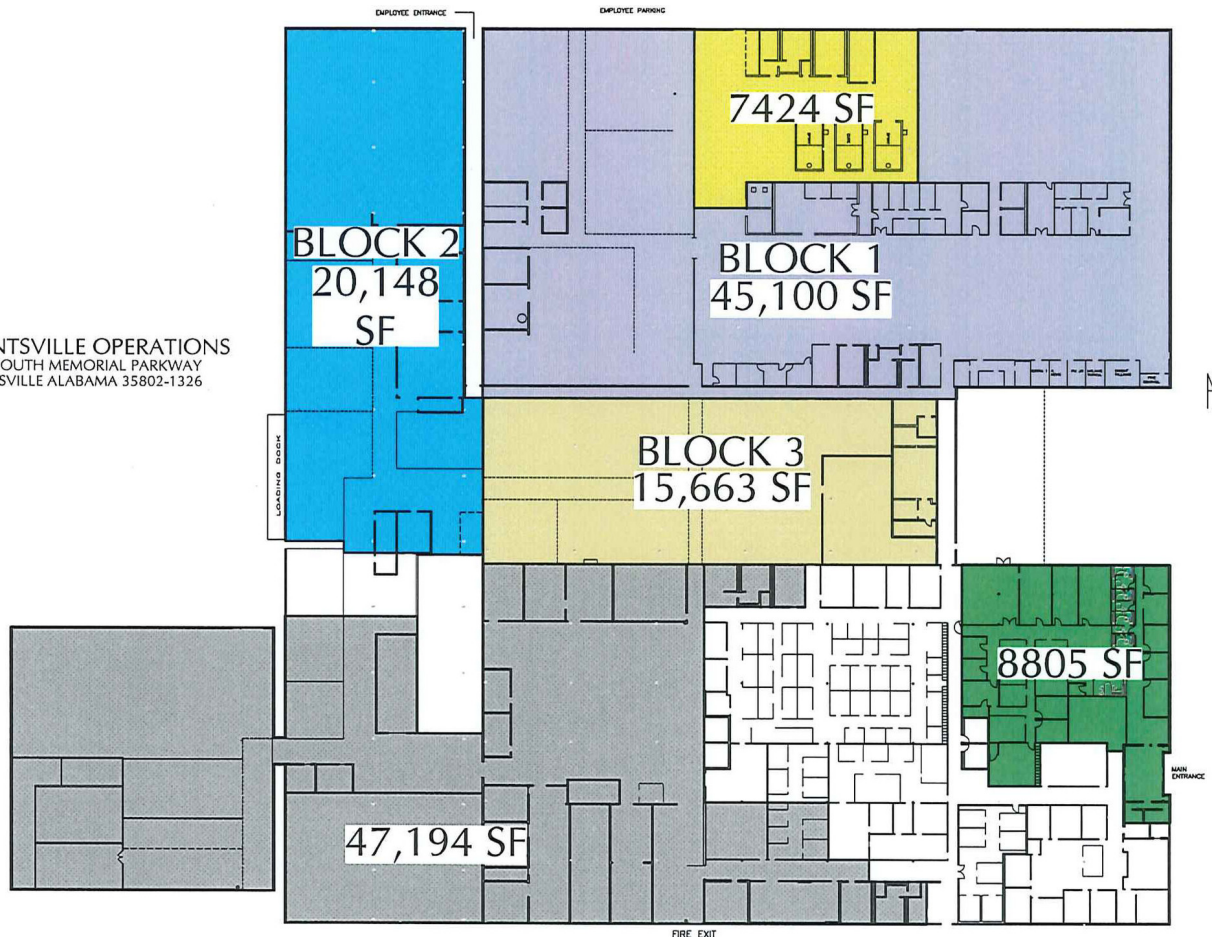 EMPLOYEE ENTRANCE
EMPLOYEE PARKING
7424 SF
BLOCK 2
20,148
SF
BLOCK 1
45,100 SF
NTSVILLE OPERATIONS
OUTH MEMORIAL PARKWAY
SVILLE ALABAMA 35802-1326
LOADING DOCK
BLOCK 3
15,663 SF
8805 SF
MAIN
ENTRANCE
47,194 SF
FIRE EXIT